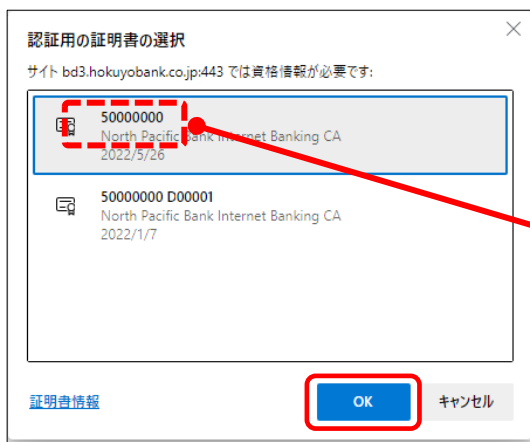 認証用の証明書の選択
サイト bd3.hokuyobank.co.jp:443 では資格情報が必要です:
50000000
North Pacific Bank Internet Banking CA
2022/5/26
50000000 D00001
North Pacific Bank Internet Banking CA
2022/1/7
証明書情報
OK
キャンセル